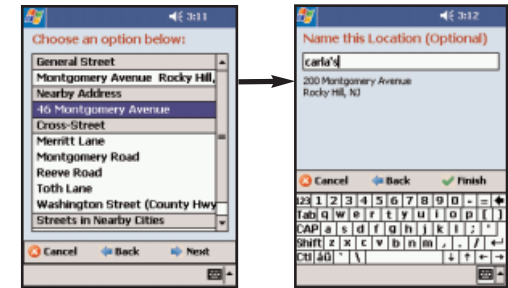 3:11
Choose an option below:
General Street
Montgomery Avenue Rocky Hill,
Nearby Address
46 Montgomery Avenue
Cross-Street
Merritt Lane
Montgomery Road
Reeve Road
Toth Lane
Washington Street (County Hwy
Streets in Nearby Cities
Cancel Back Next
3:12
Name this Location (Optional)
carla's
200 Montgomery Avenue
Rocky Hill, NJ
Cancel Back Finish
123 1 2 3 4 5 6 7 8 9 0 - =
Tab q w e r t y u i o p [ ]
CAP a s d f g h j k l ; '
Shift z x c v b n m , . /
Ctl áü ` \